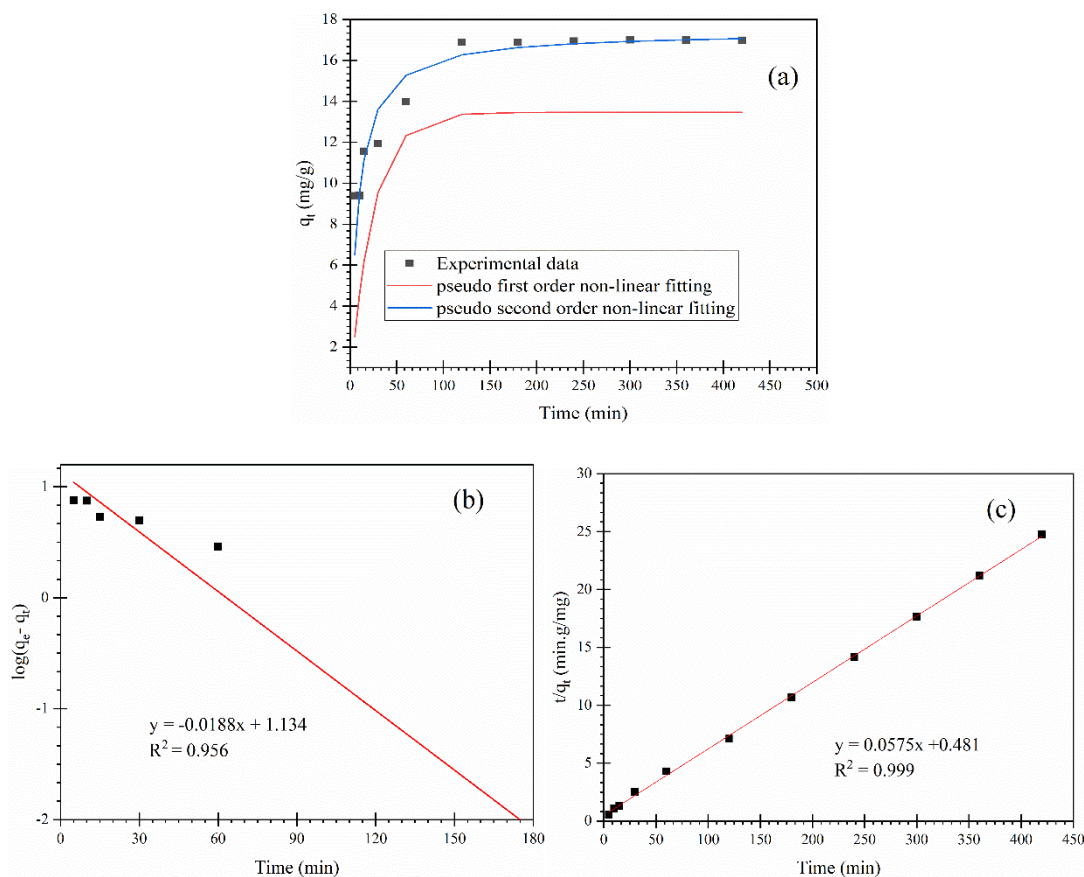 18
16
14
12
10
8
6
4
2
q_t (mg/g)
(a)
Experimental data
pseudo first order non-linear fitting
pseudo second order non-linear fitting
0 50 100 150 200 250 300 350 400 450 500
Time (min)
1
0
-1
-2
log(q_e- q_t)
(b)
y = -0.0188x + 1.134
R² = 0.956
0 30 60 90 120 150 180
Time (min)
30
25
20
15
10
5
0
t/q_t (min.g/mg)
(c)
y = 0.0575x +0.481
R² = 0.999
0 50 100 150 200 250 300 350 400 450
Time (min)